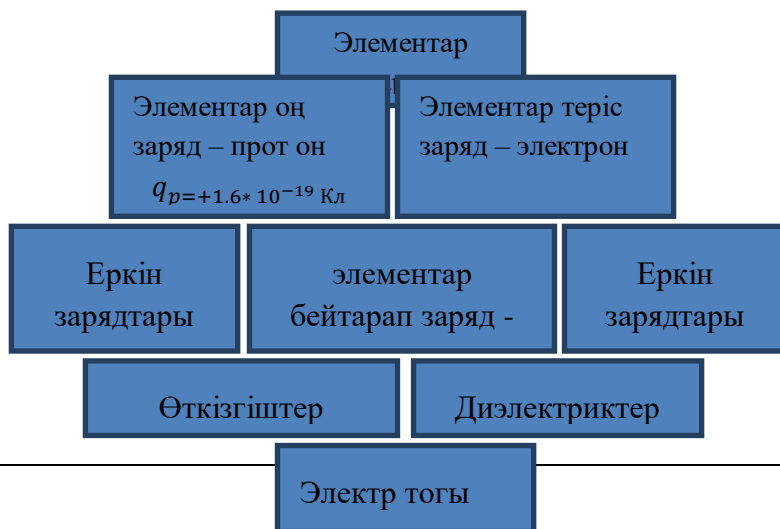 Элементар
Элементар оң
заряд – прот он
q_p=+1.6* 10^−19 Кл
Элементар теріс
заряд – электрон
Еркін
зарядтары
элементар
бейтарап заряд -
Еркін
зарядтары
Өткізгіштер
Диэлектриктер
Электр тогы